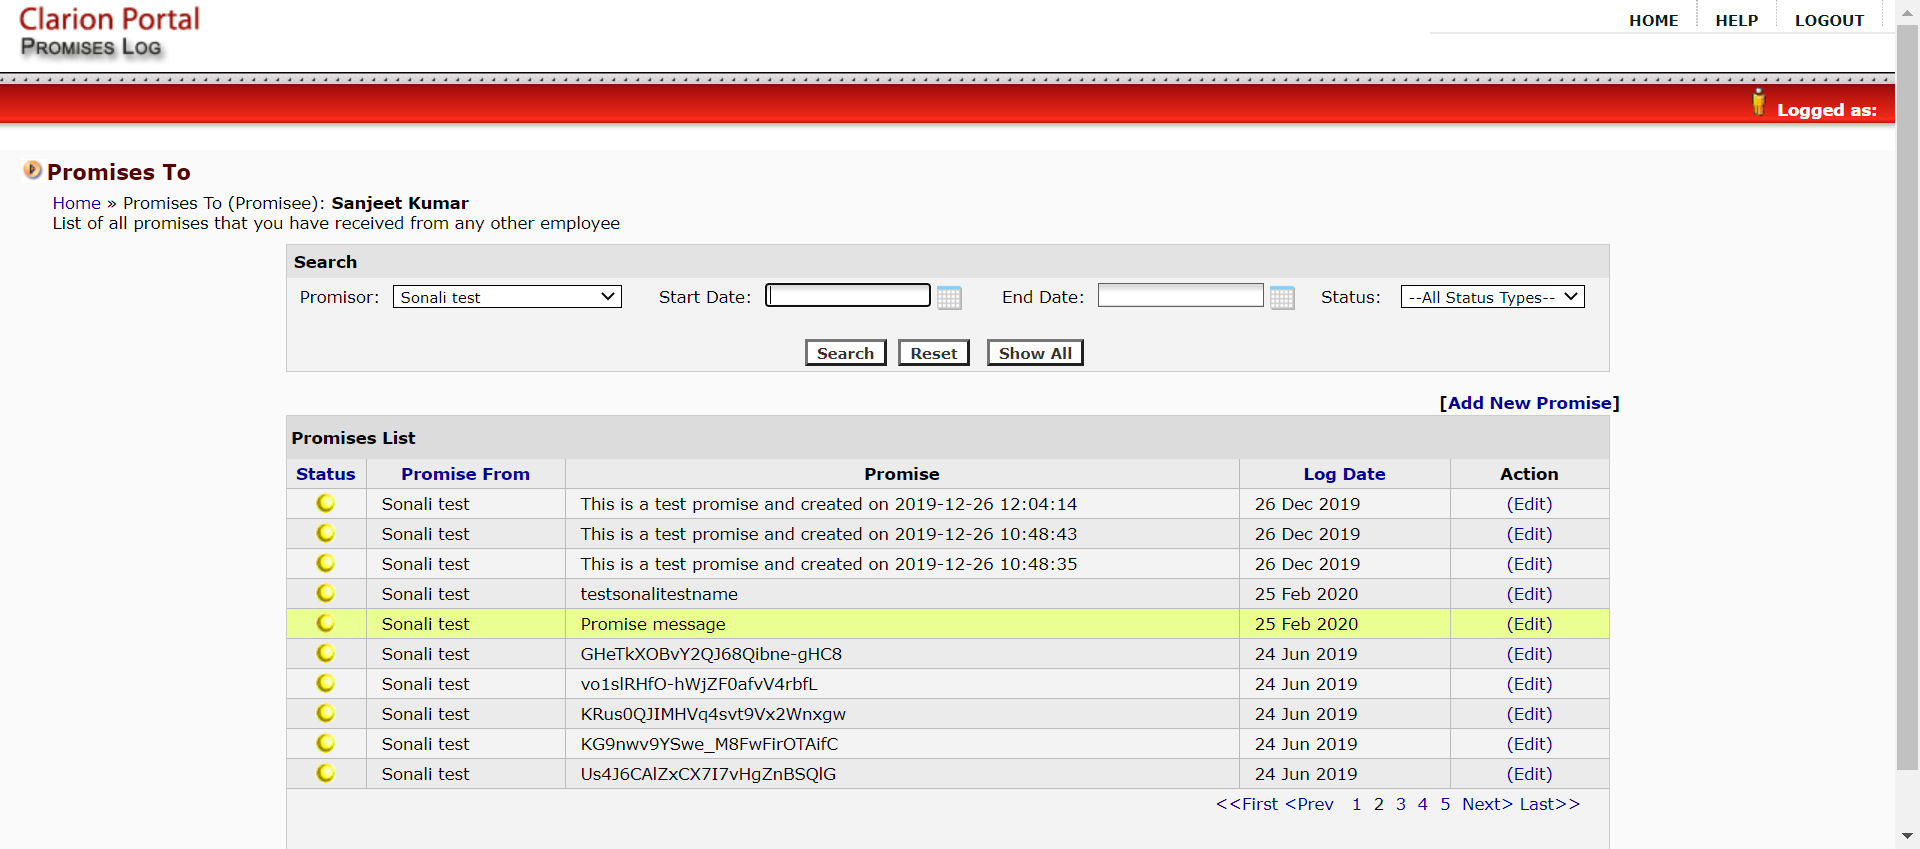 Clarion Portal
PROMISES LOG
HOME HELP LOGOUT
Logged as:
Promises To
Home » Promises To (Promisee): Sanjeet Kumar
List of all promises that you have received from any other employee
Search
Promisor: Sonali test Start Date: End Date: Status: --All Status Types--
Search Reset Show All
[Add New Promise]
Promises List
Status Promise From Promise Log Date Action
Sonali test This is a test promise and created on 2019-12-26 12:04:14 26 Dec 2019 (Edit)
Sonali test This is a test promise and created on 2019-12-26 10:48:43 26 Dec 2019 (Edit)
Sonali test This is a test promise and created on 2019-12-26 10:48:35 26 Dec 2019 (Edit)
Sonali test testsonalitestname 25 Feb 2020 (Edit)
Sonali test Promise message 25 Feb 2020 (Edit)
Sonali test GHeTkXOBvY2QJ68Qibne-gHC8 24 Jun 2019 (Edit)
Sonali test vo1slRHfO-hWjZF0afvV4rbfL 24 Jun 2019 (Edit)
Sonali test KRus0QJIMHVq4svt9Vx2Wnxgw 24 Jun 2019 (Edit)
Sonali test KG9nwv9YSwe_M8FwFirOTAifC 24 Jun 2019 (Edit)
Sonali test Us4J6CAlZxCX7I7vHgZnBSQlG 24 Jun 2019 (Edit)
<<First <Prev 1 2 3 4 5 Next> Last>>